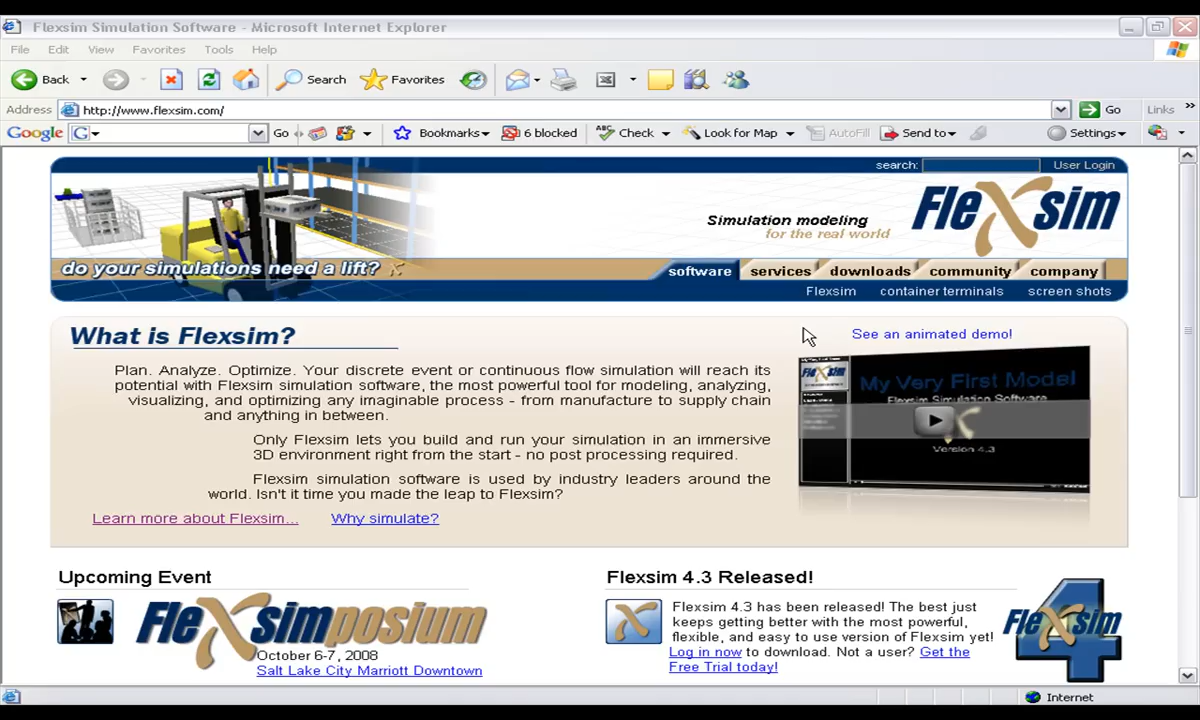 Flexsim Simulation Software - Microsoft Internet Explorer
File Edit View Favorites Tools Help
Back Search Favorites
Address http://www.flexsim.com/ Go Links »
Google G Go Bookmarks 6 blocked ABC Check Look for Map AutoFill Send to Settings
search: User Login
Simulation modeling
for the real world
FleXsim
do your simulations need a lift?
software services downloads community company
Flexsim container terminals screen shots
What is Flexsim?
See an animated demo!
Plan. Analyze. Optimize. Your discrete event or continuous flow simulation will reach its
potential with Flexsim simulation software, the most powerful tool for modeling, analyzing,
visualizing, and optimizing any imaginable process - from manufacture to supply chain
and anything in between.
Only Flexsim lets you build and run your simulation in an immersive
3D environment right from the start - no post processing required.
Flexsim simulation software is used by industry leaders around the
world. Isn't it time you made the leap to Flexsim?
Learn more about Flexsim... Why simulate?
FleXsim
My Very First Model
Flexsim Simulation Software
Version 4.3
Upcoming Event
FleXsimposium
October 6-7, 2008
Salt Lake City Marriott Downtown
Flexsim 4.3 Released!
Flexsim 4.3 has been released! The best just
keeps getting better with the most powerful,
flexible, and easy to use version of Flexsim yet!
Log in now to download. Not a user? Get the
Free Trial today!
FleXsim 4
Internet